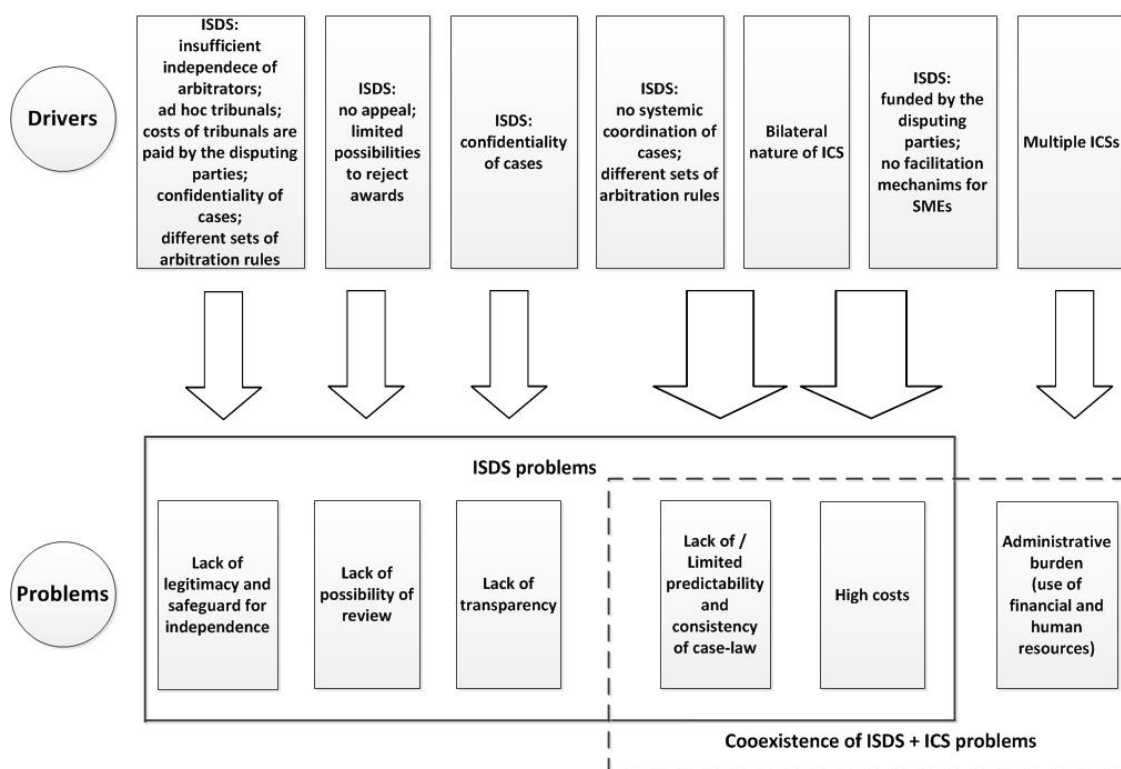 Drivers
ISDS:
insufficient
independece of
arbitrators;
ad hoc tribunals;
costs of tribunals are
paid by the disputing
parties;
confidentiality of
cases;
different sets of
arbitration rules
ISDS:
no appeal;
limited
possibilities
to reject
awards
ISDS:
confidentiality
of cases
ISDS:
no systemic
coordination of
cases;
different sets of
arbitration rules
Bilateral
nature of ICS
ISDS:
funded by the
disputing
parties;
no facilitation
mechanims for
SMEs
Multiple ICSs
ISDS problems
Problems
Lack of
legitimacy and
safeguard for
independence
Lack of
possibility of
review
Lack of
transparency
Lack of /
Limited
predictability
and
consistency
of case-law
High costs
Administrative
burden
(use of
financial and
human
resources)
Cooexistence of ISDS + ICS problems